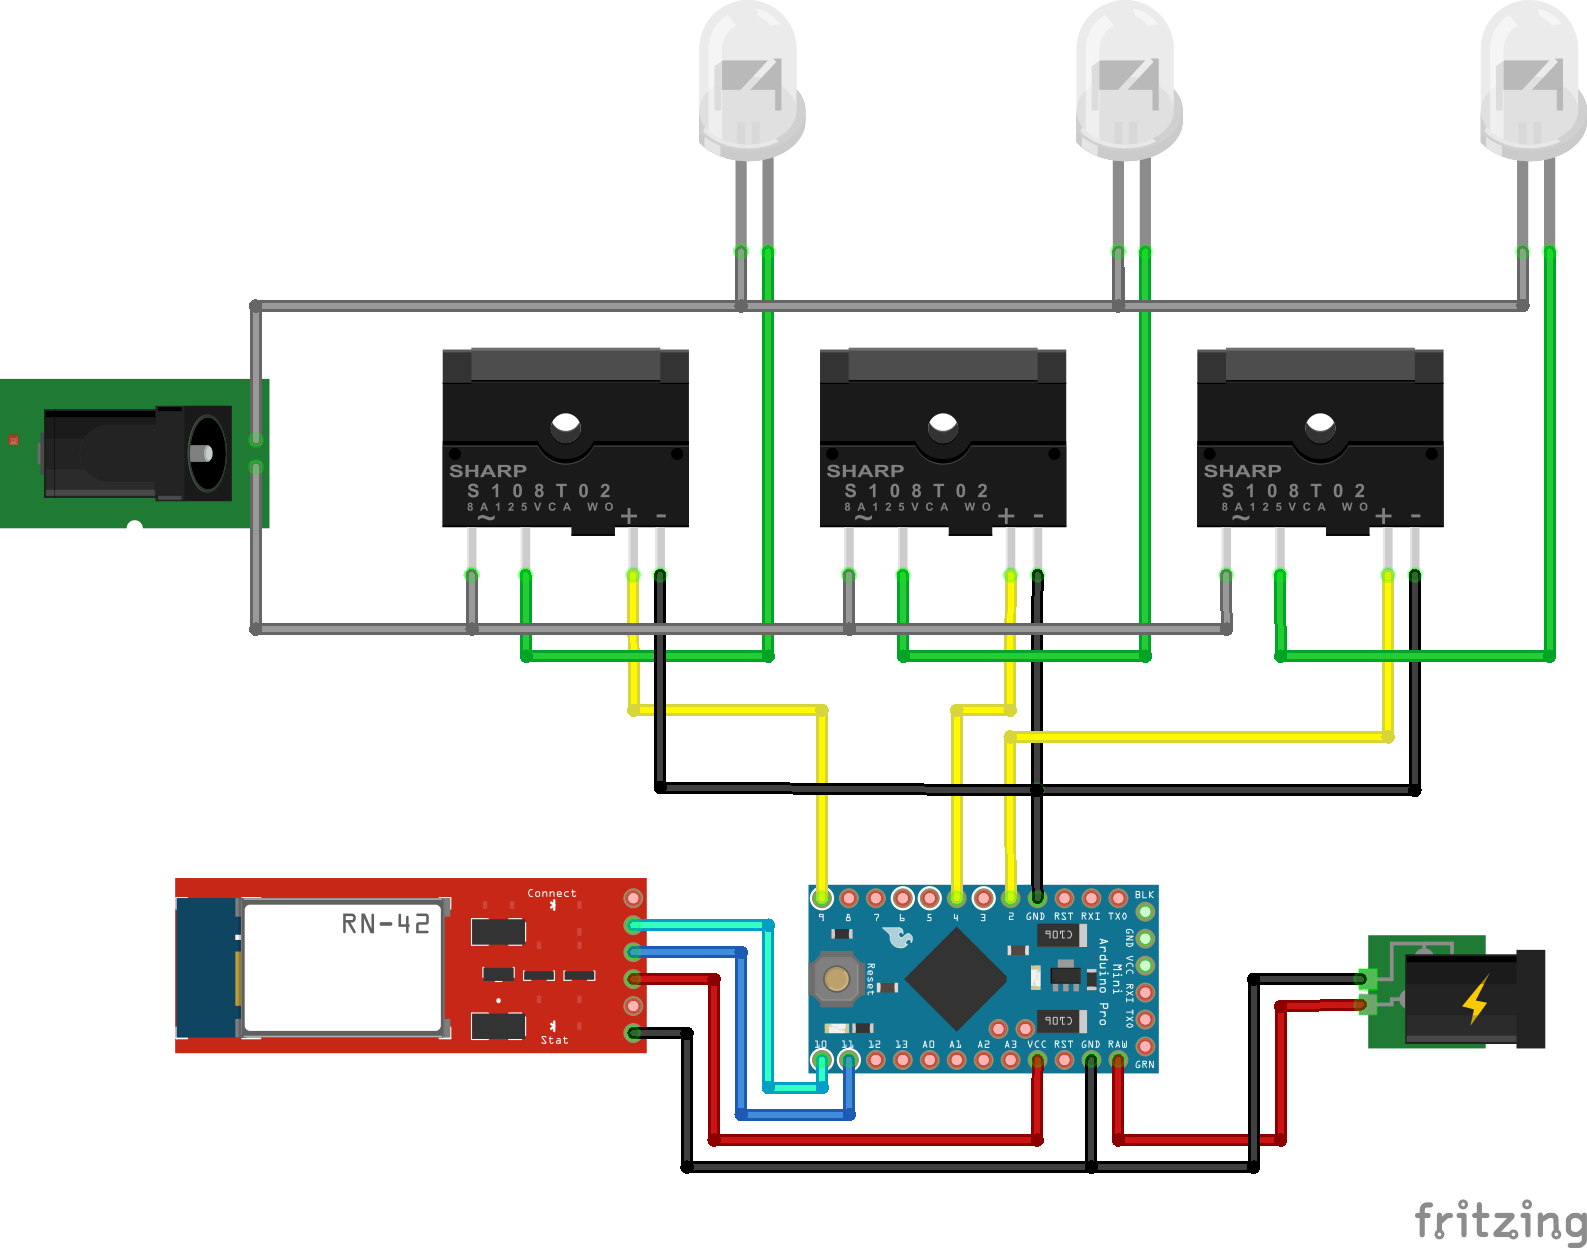 SHARP
S108T02
8A125VCA WO
~ + -
SHARP
S108T02
8A125VCA WO
~ + -
SHARP
S108T02
8A125VCA WO
~ + -
Connect
RN-42
Stat
BLK
9 8 7 6 5 4 3 2 GND RST RXI TXO
GND VCC RXI TXO
Reset
Arduino Pro
Mini
10 11 12 13 A0 A1 A2 A3 VCC RST GND RAW
GRN
fritzing